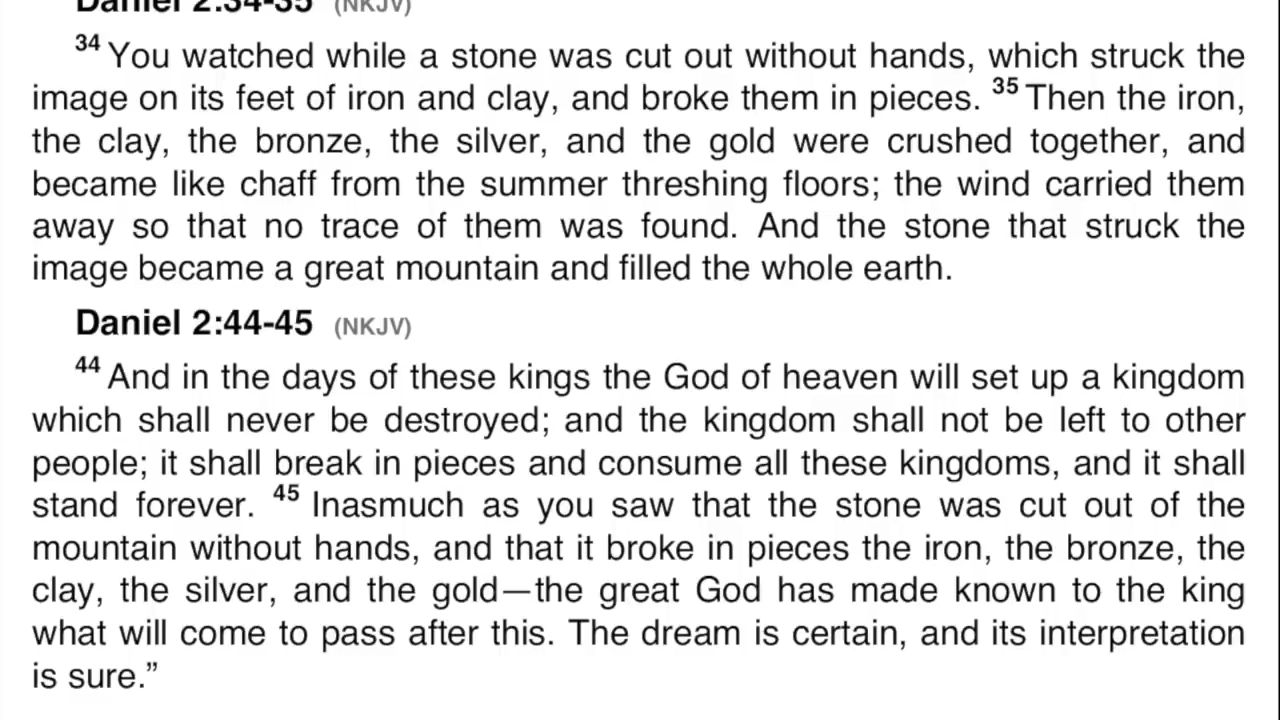 Daniel 2:34-35 (NKJV)
34 You watched while a stone was cut out without hands, which struck the
image on its feet of iron and clay, and broke them in pieces. 35 Then the iron,
the clay, the bronze, the silver, and the gold were crushed together, and
became like chaff from the summer threshing floors; the wind carried them
away so that no trace of them was found. And the stone that struck the
image became a great mountain and filled the whole earth.
Daniel 2:44-45 (NKJV)
44 And in the days of these kings the God of heaven will set up a kingdom
which shall never be destroyed; and the kingdom shall not be left to other
people; it shall break in pieces and consume all these kingdoms, and it shall
stand forever. 45 Inasmuch as you saw that the stone was cut out of the
mountain without hands, and that it broke in pieces the iron, the bronze, the
clay, the silver, and the gold—the great God has made known to the king
what will come to pass after this. The dream is certain, and its interpretation
is sure.”